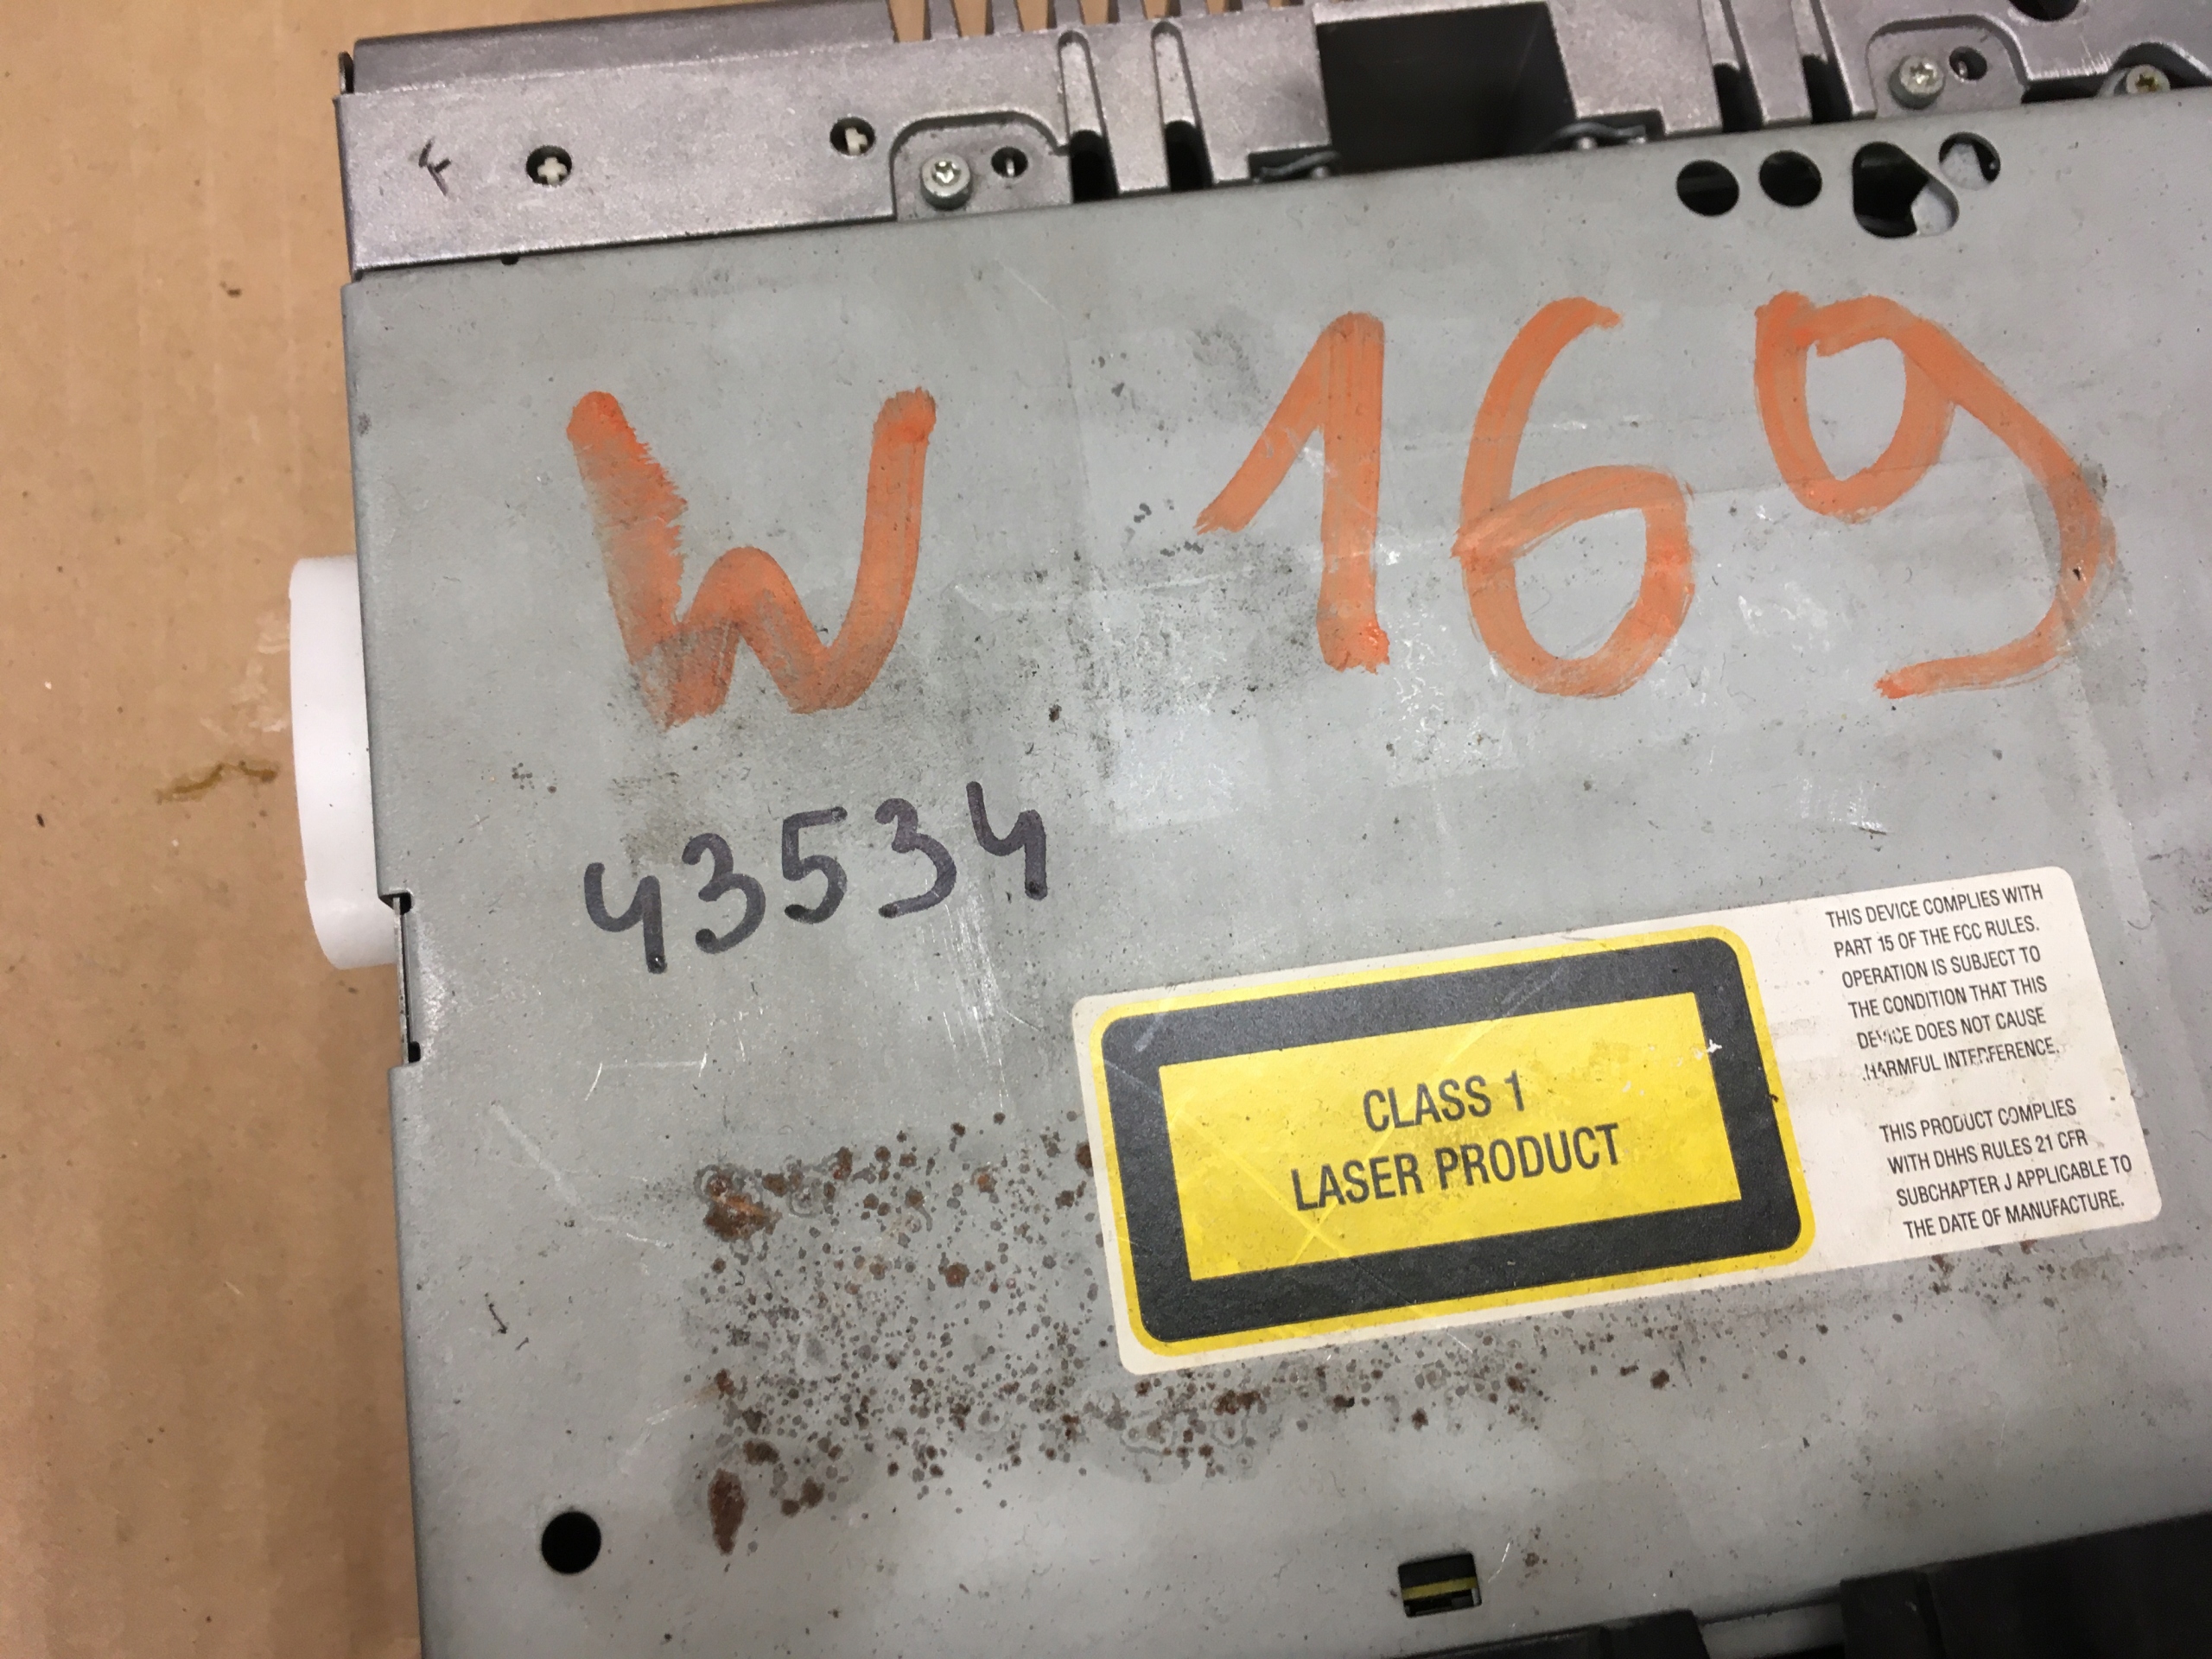 F
W 169
43534
CLASS 1
LASER PRODUCT
THIS DEVICE COMPLIES WITH
PART 15 OF THE FCC RULES.
OPERATION IS SUBJECT TO
THE CONDITION THAT THIS
DEVICE DOES NOT CAUSE
HARMFUL INTERFERENCE.
THIS PRODUCT COMPLIES
WITH DHHS RULES 21 CFR
SUBCHAPTER J APPLICABLE TO
THE DATE OF MANUFACTURE.